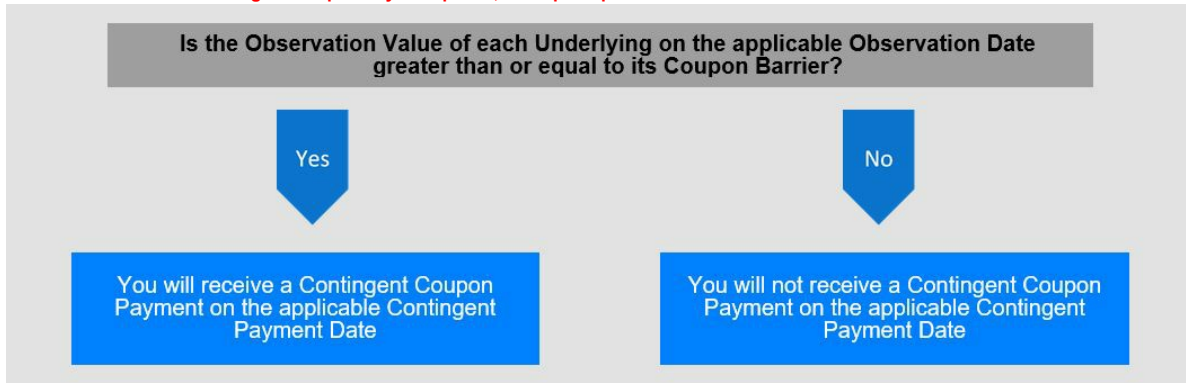 Is the Observation Value of each Underlying on the applicable Observation Date
greater than or equal to its Coupon Barrier?
Yes
No
You will receive a Contingent Coupon
Payment on the applicable Contingent
Payment Date
You will not receive a Contingent Coupon
Payment on the applicable Contingent
Payment Date